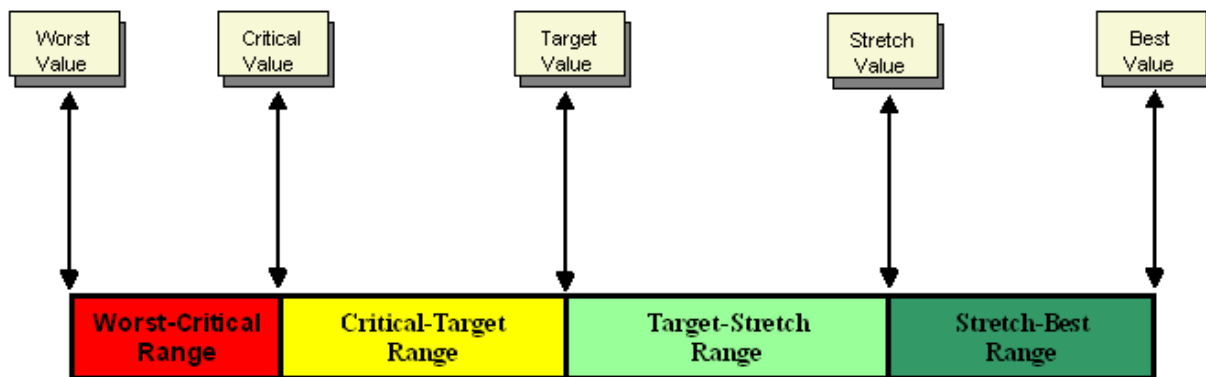 Worst
Value
Critical
Value
Target
Value
Stretch
Value
Best
Value
Worst-Critical
Range
Critical-Target
Range
Target-Stretch
Range
Stretch-Best
Range